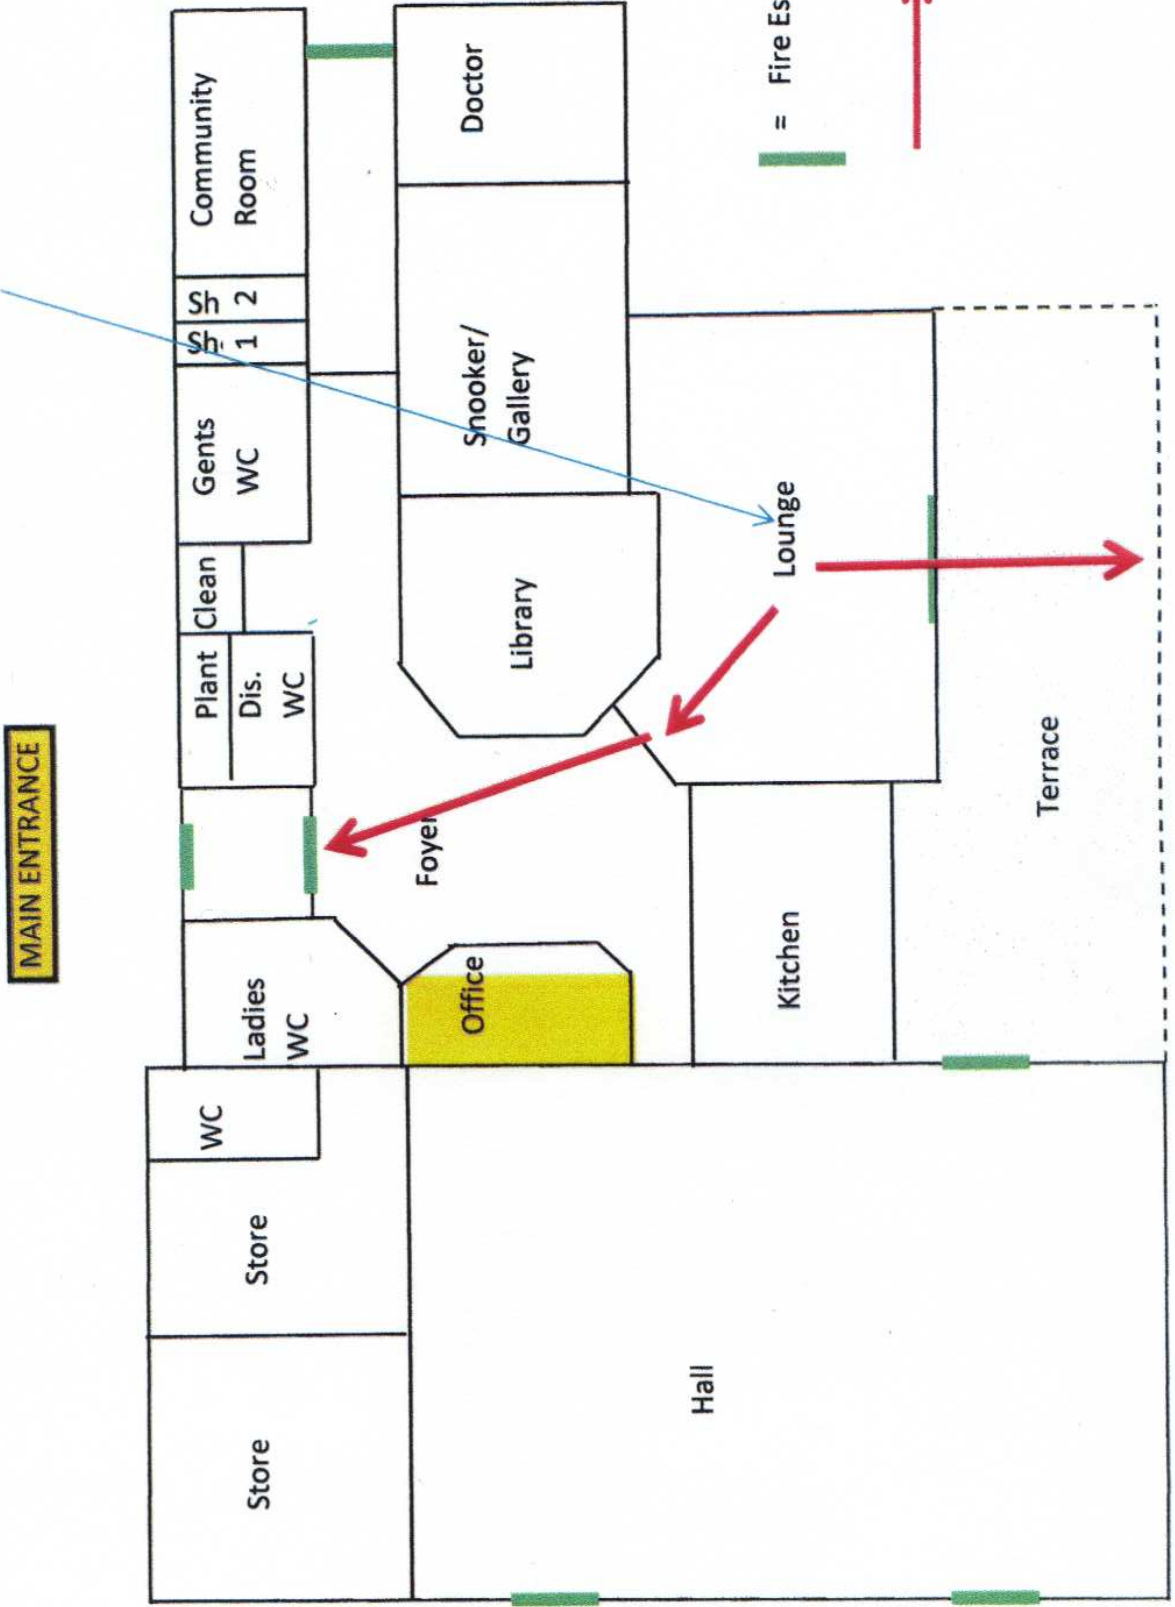 MAIN ENTRANCE
Store
Store
WC
Ladies
WC
Plant
Dis.
WC
Clean
Gents
WC
Sh
1
Sh
2
Community
Room
Office
Foyer
Library
Snooker/
Gallery
Doctor
Hall
Kitchen
Lounge
Terrace
= Fire Es